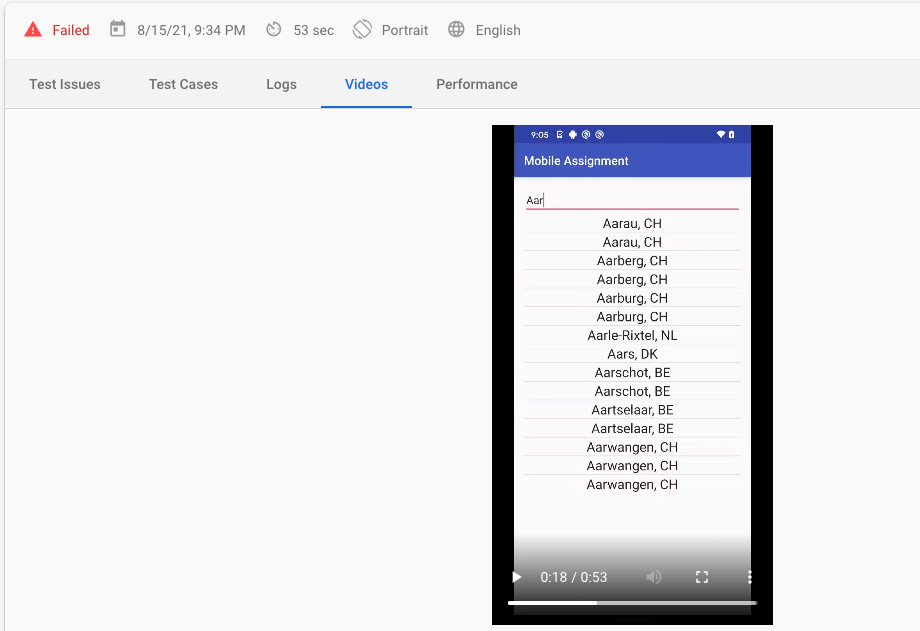 Failed 8/15/21, 9:34 PM 53 sec Portrait English
Test Issues Test Cases Logs Videos Performance
9:05
Mobile Assignment
Aar
Aarau, CH
Aarau, CH
Aarberg, CH
Aarberg, CH
Aarburg, CH
Aarburg, CH
Aarle-Rixtel, NL
Aars, DK
Aarschot, BE
Aarschot, BE
Aartselaar, BE
Aartselaar, BE
Aarwangen, CH
Aarwangen, CH
Aarwangen, CH
0:18 / 0:53